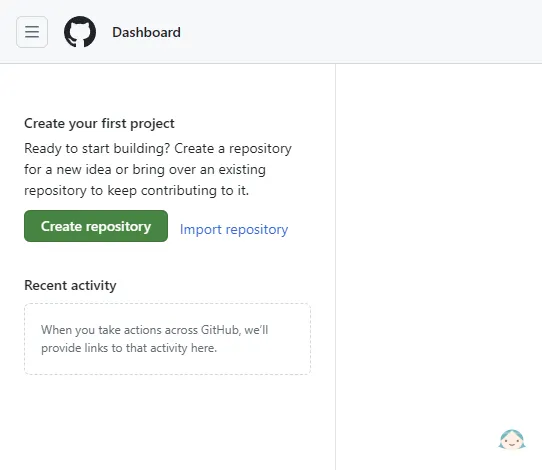 Dashboard
Create your first project
Ready to start building? Create a repository
for a new idea or bring over an existing
repository to keep contributing to it.
Create repository
Import repository
Recent activity
When you take actions across GitHub, we'll
provide links to that activity here.